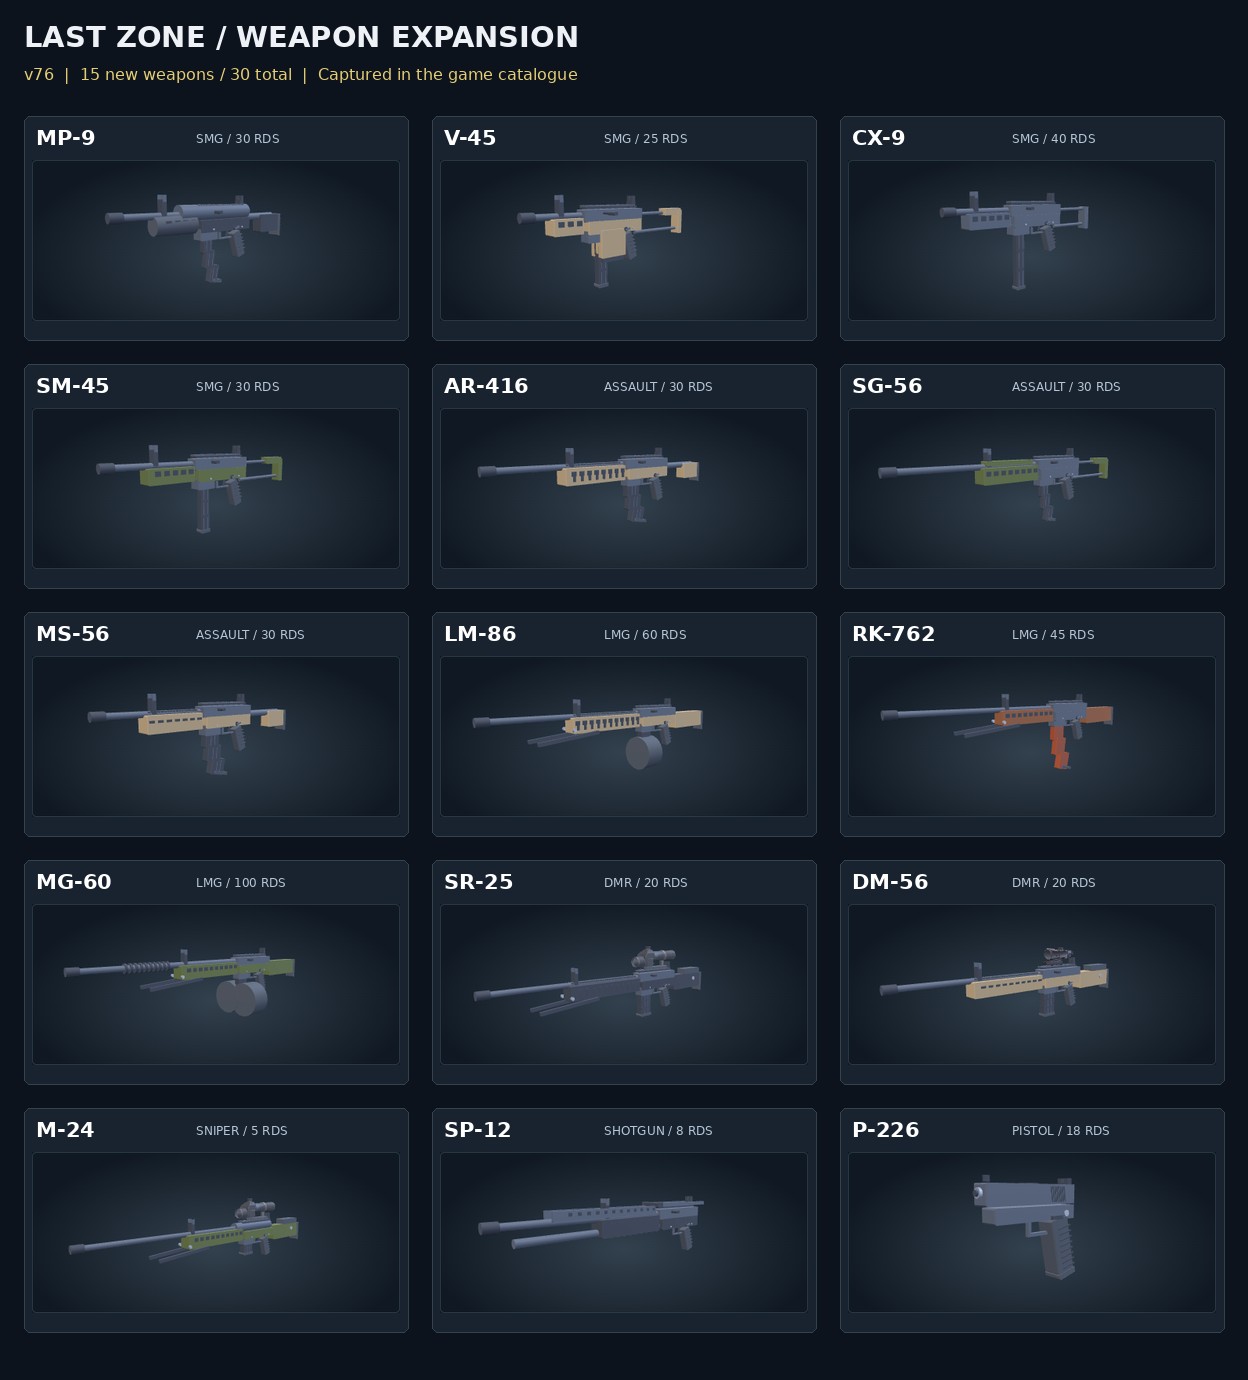 LAST ZONE / WEAPON EXPANSION
v76 | 15 new weapons / 30 total | Captured in the game catalogue
MP-9 SMG / 30 RDS
V-45 SMG / 25 RDS
CX-9 SMG / 40 RDS
SM-45 SMG / 30 RDS
AR-416 ASSAULT / 30 RDS
SG-56 ASSAULT / 30 RDS
MS-56 ASSAULT / 30 RDS
LM-86 LMG / 60 RDS
RK-762 LMG / 45 RDS
MG-60 LMG / 100 RDS
SR-25 DMR / 20 RDS
DM-56 DMR / 20 RDS
M-24 SNIPER / 5 RDS
SP-12 SHOTGUN / 8 RDS
P-226 PISTOL / 18 RDS